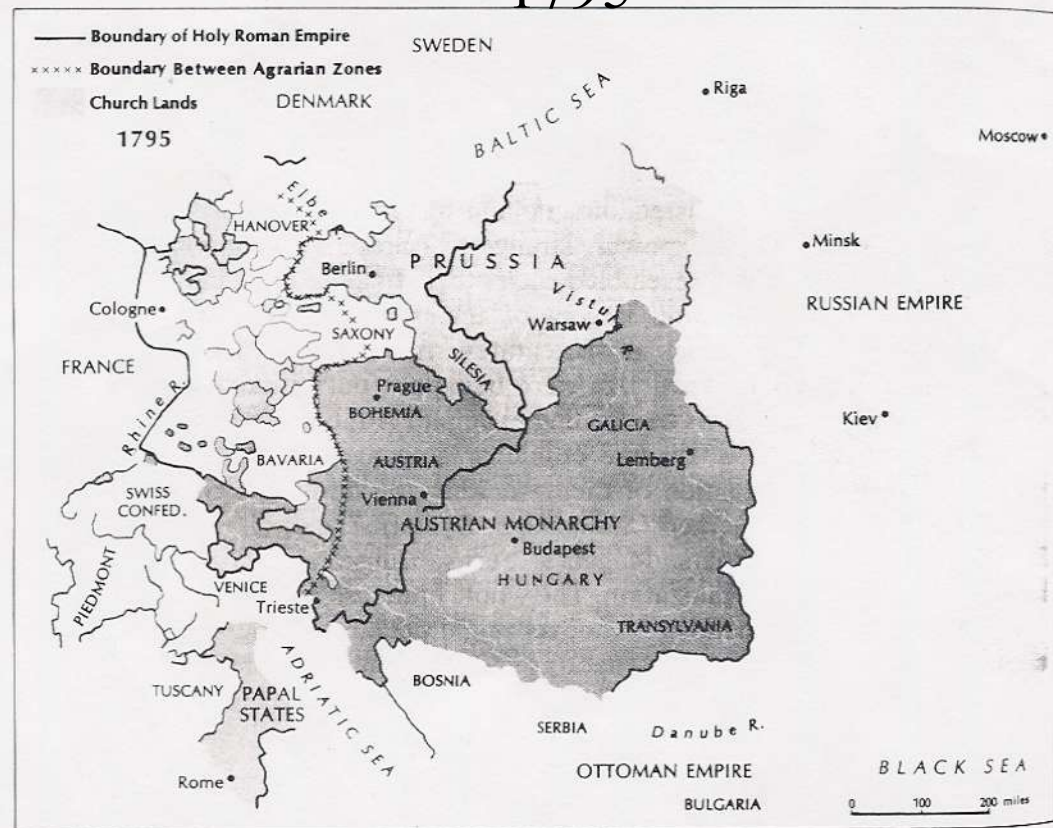 1795
Boundary of Holy Roman Empire
Boundary Between Agrarian Zones
Church Lands
1795
SWEDEN
DENMARK
BALTIC SEA
Riga
Moscow
Elbe R.
HANOVER
Berlin
PRUSSIA
Minsk
Vistula R.
RUSSIAN EMPIRE
Cologne
Warsaw
SAXONY
FRANCE
SILESIA
Prague
BOHEMIA
Rhine R.
GALICIA
Kiev
BAVARIA
AUSTRIA
Lemberg
SWISS
CONFED.
Vienna
AUSTRIAN MONARCHY
Budapest
HUNGARY
PIEDMONT
VENICE
Trieste
TRANSYLVANIA
ADRIATIC SEA
BOSNIA
TUSCANY
PAPAL
STATES
SERBIA
Danube R.
Rome
OTTOMAN EMPIRE
BLACK SEA
BULGARIA
0 100 200 miles